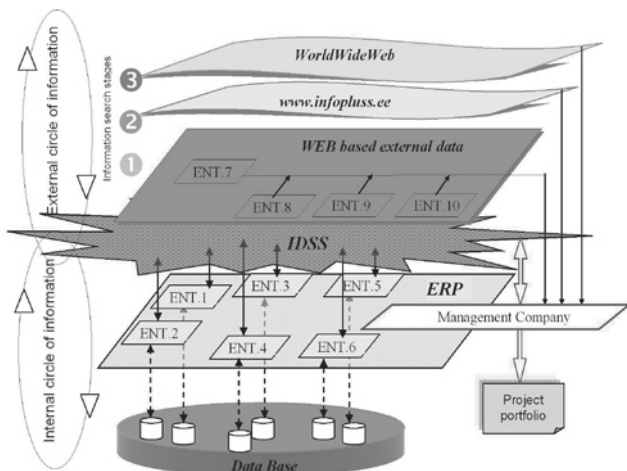 WorldWideWeb
3
www.infopluss.ee
2
Information search stages
External circle of information
WEB based external data
1
ENT.7
ENT.8
ENT.9
ENT.10
IDSS
ENT.3
ENT.5
ERP
ENT.1
Management Company
ENT.2
ENT.4
ENT.6
Internal circle of information
Project
portfolio
Data Base